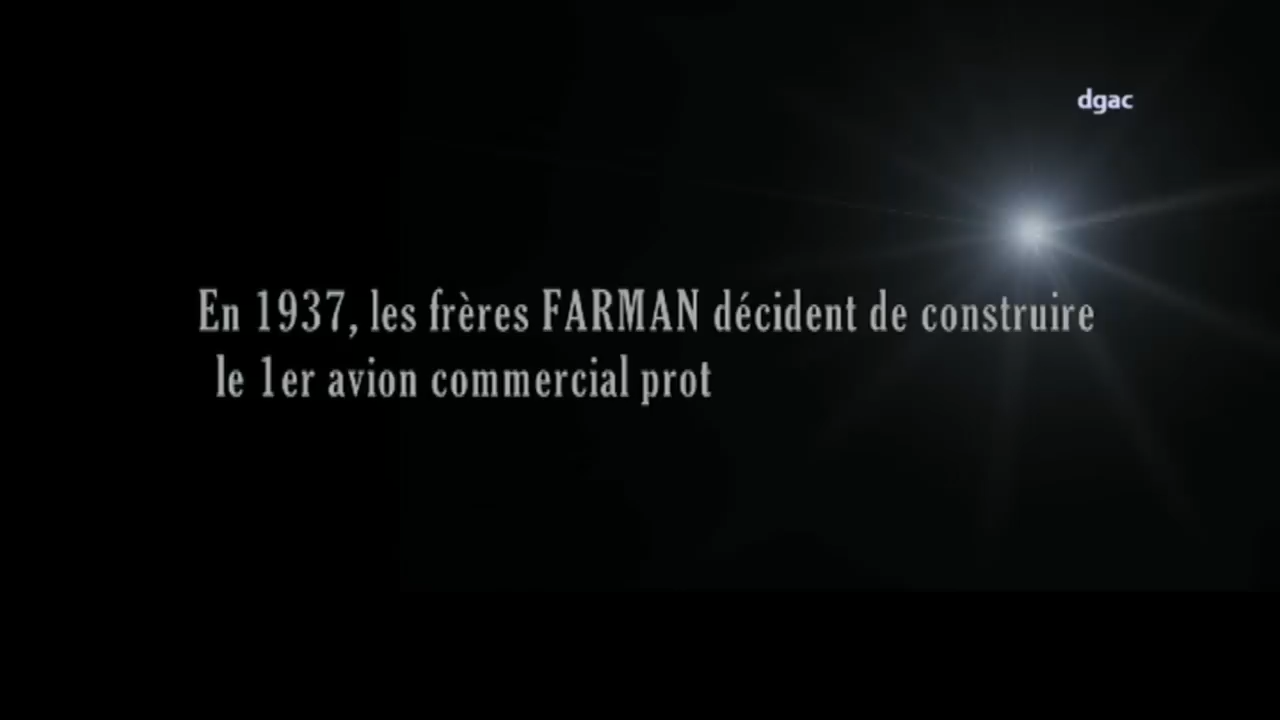 dgac
En 1937, les frères FARMAN décident de construire
le 1er avion commercial prot